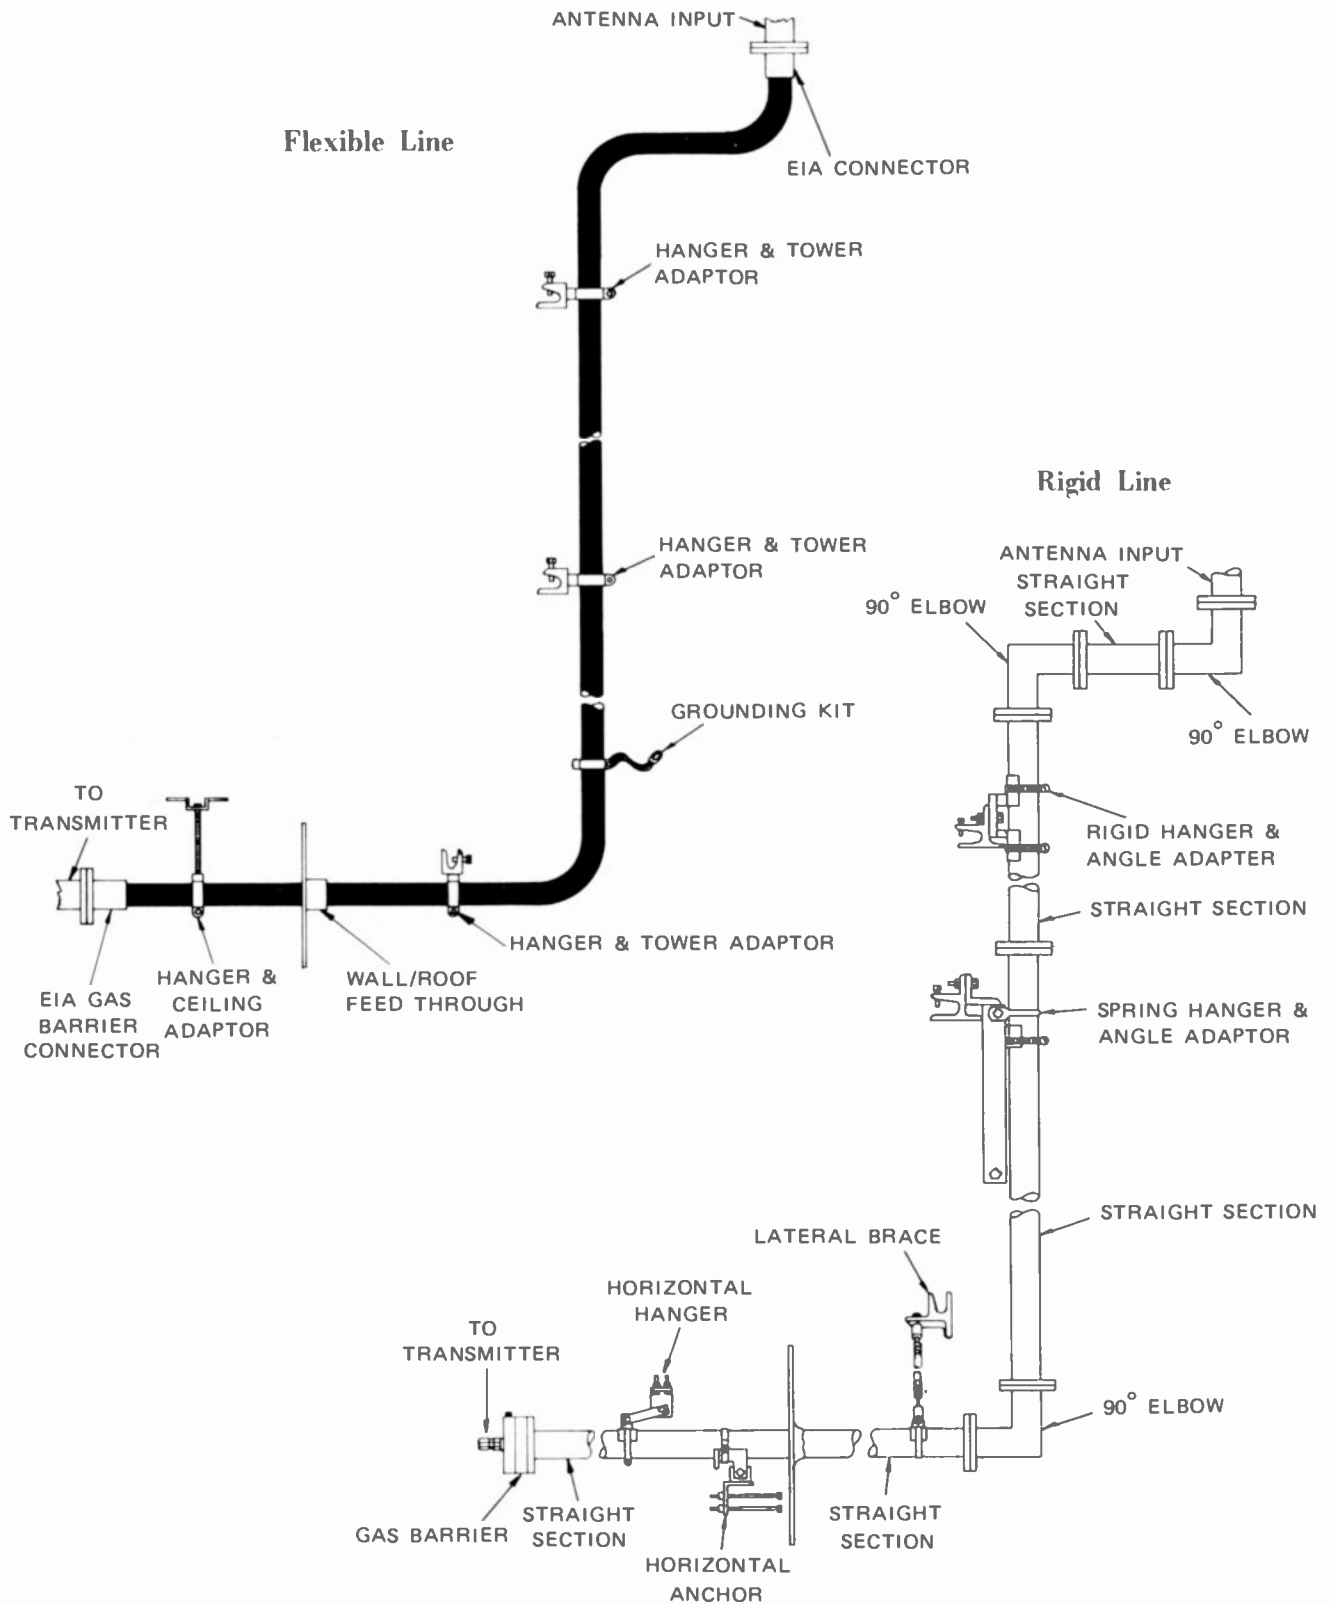 ANTENNA INPUT
Flexible Line
EIA CONNECTOR
HANGER & TOWER
ADAPTOR
HANGER & TOWER
ADAPTOR
GROUNDING KIT
TO
TRANSMITTER
HANGER & TOWER ADAPTOR
WALL/ROOF
FEED THROUGH
HANGER &
CEILING
ADAPTOR
EIA GAS
BARRIER
CONNECTOR
Rigid Line
ANTENNA INPUT
STRAIGHT
SECTION
90° ELBOW
90° ELBOW
RIGID HANGER &
ANGLE ADAPTER
STRAIGHT SECTION
SPRING HANGER &
ANGLE ADAPTOR
STRAIGHT SECTION
LATERAL BRACE
HORIZONTAL
HANGER
TO
TRANSMITTER
90° ELBOW
GAS BARRIER
STRAIGHT
SECTION
HORIZONTAL
ANCHOR
STRAIGHT
SECTION